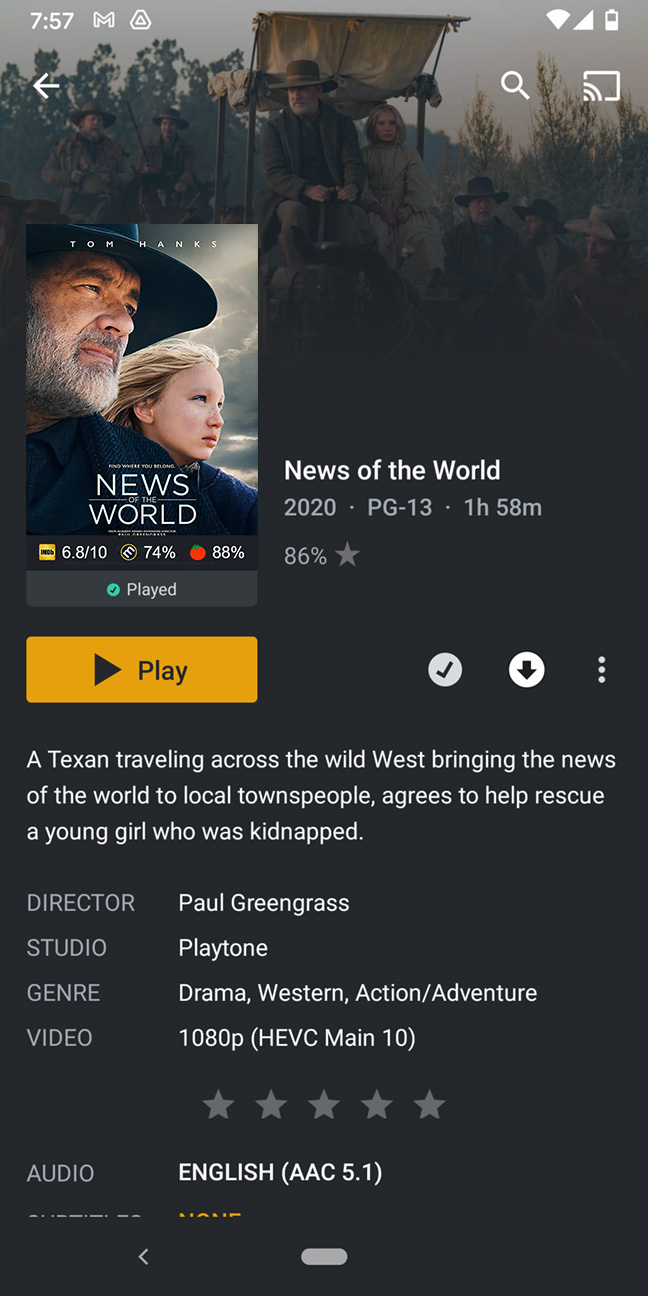 7:57
TOM HANKS
FIND WHERE YOU BELONG.
NEWS
OF THE
WORLD
PAUL GREENGRASS
IMDb 6.8/10 74% 88%
Played
News of the World
2020 · PG-13 · 1h 58m
86%
Play
A Texan traveling across the wild West bringing the news
of the world to local townspeople, agrees to help rescue
a young girl who was kidnapped.
DIRECTOR Paul Greengrass
STUDIO Playtone
GENRE Drama, Western, Action/Adventure
VIDEO 1080p (HEVC Main 10)
AUDIO ENGLISH (AAC 5.1)
SUBTITLES NONE